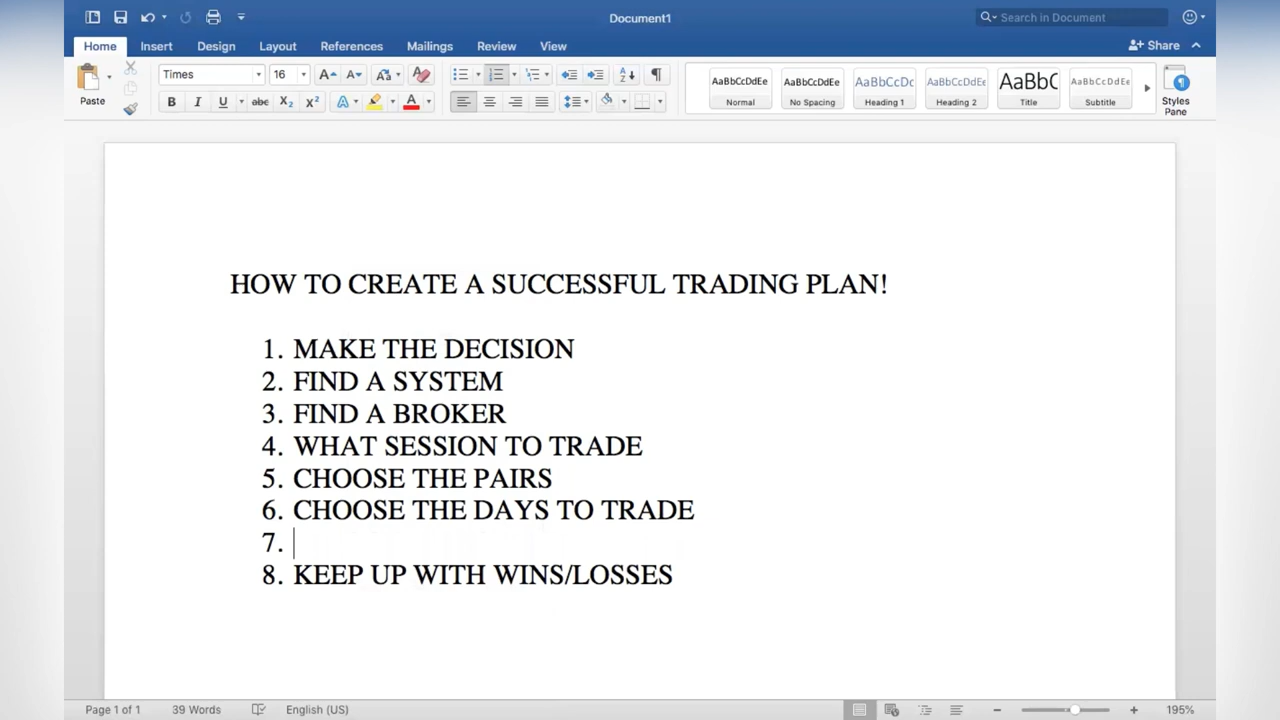 Document1
Search in Document
Home Insert Design Layout References Mailings Review View
Share
Paste
Times
16
B I U abc X2 X2
A A
AaBbCcDdEe Normal
AaBbCcDdEe No Spacing
AaBbCcDc Heading 1
AaBbCcDdEe Heading 2
AaBbC Title
AaBbCcDdEe Subtitle
Styles
Pane
HOW TO CREATE A SUCCESSFUL TRADING PLAN!
1. MAKE THE DECISION
2. FIND A SYSTEM
3. FIND A BROKER
4. WHAT SESSION TO TRADE
5. CHOOSE THE PAIRS
6. CHOOSE THE DAYS TO TRADE
7.
8. KEEP UP WITH WINS/LOSSES
Page 1 of 1 39 Words English (US) 195%